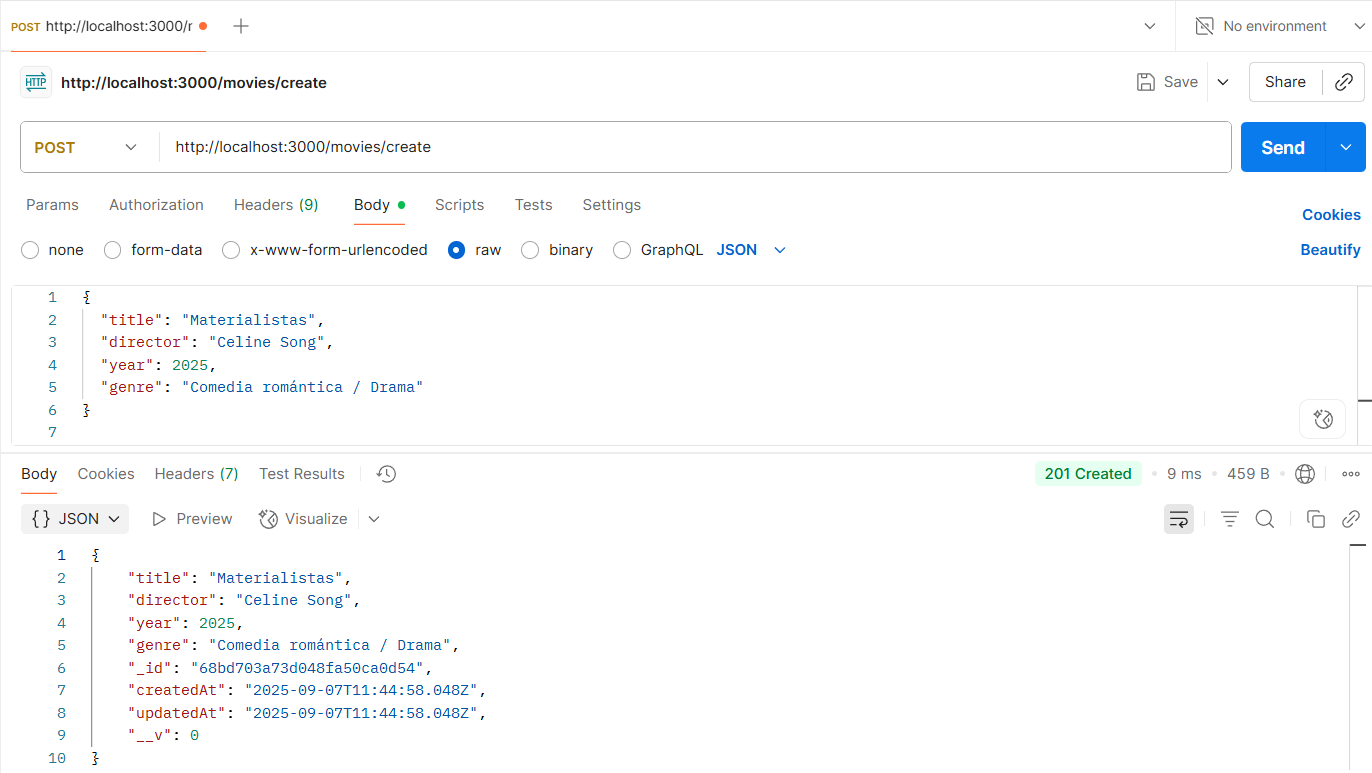 POST http://localhost:3000/r
No environment
HTTP http://localhost:3000/movies/create
Save
Share
POST http://localhost:3000/movies/create
Send
Params Authorization Headers (9) Body Scripts Tests Settings
Cookies
none form-data x-www-form-urlencoded raw binary GraphQL JSON
Beautify
1 {
2 "title": "Materialistas",
3 "director": "Celine Song",
4 "year": 2025,
5 "genre": "Comedia romántica / Drama"
6 }
7
Body Cookies Headers (7) Test Results
201 Created • 9 ms • 459 B
{} JSON Preview Visualize
1 {
2 "title": "Materialistas",
3 "director": "Celine Song",
4 "year": 2025,
5 "genre": "Comedia romántica / Drama",
6 "_id": "68bd703a73d048fa50ca0d54",
7 "createdAt": "2025-09-07T11:44:58.048Z",
8 "updatedAt": "2025-09-07T11:44:58.048Z",
9 "__v": 0
10 }